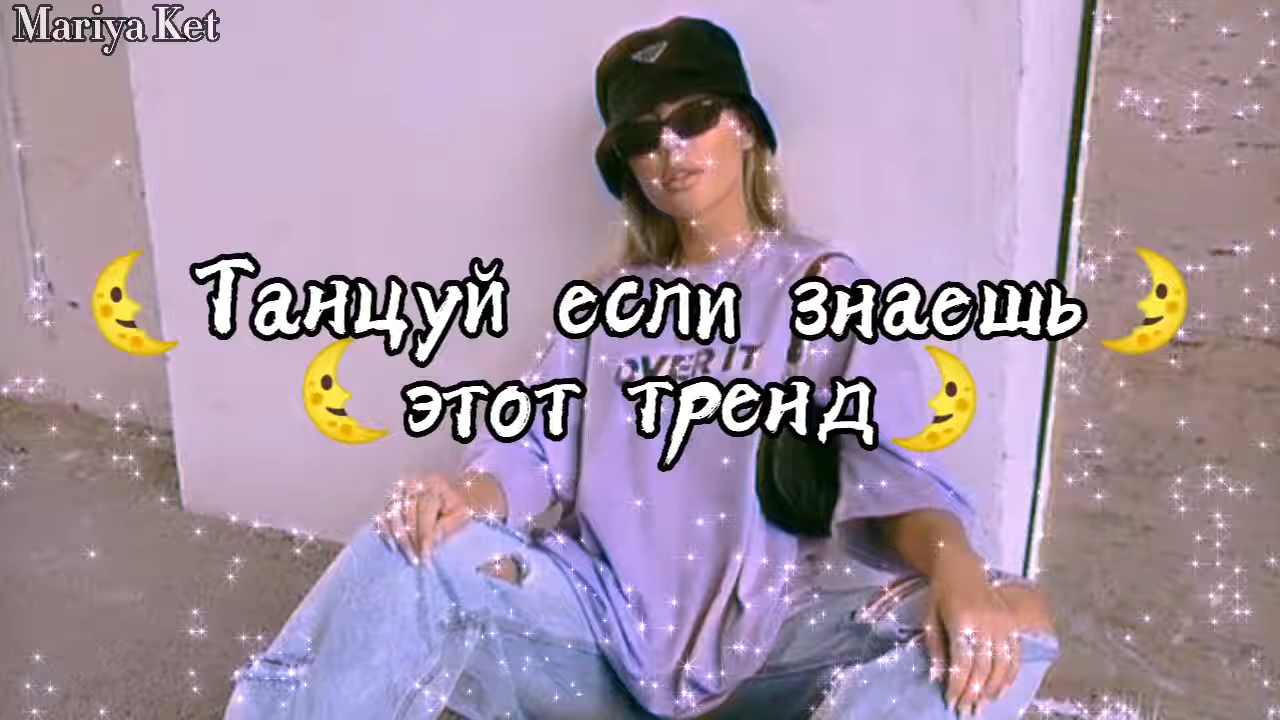 Mariya Ket
Танцуй если знаешь
OVER IT
этот тренд